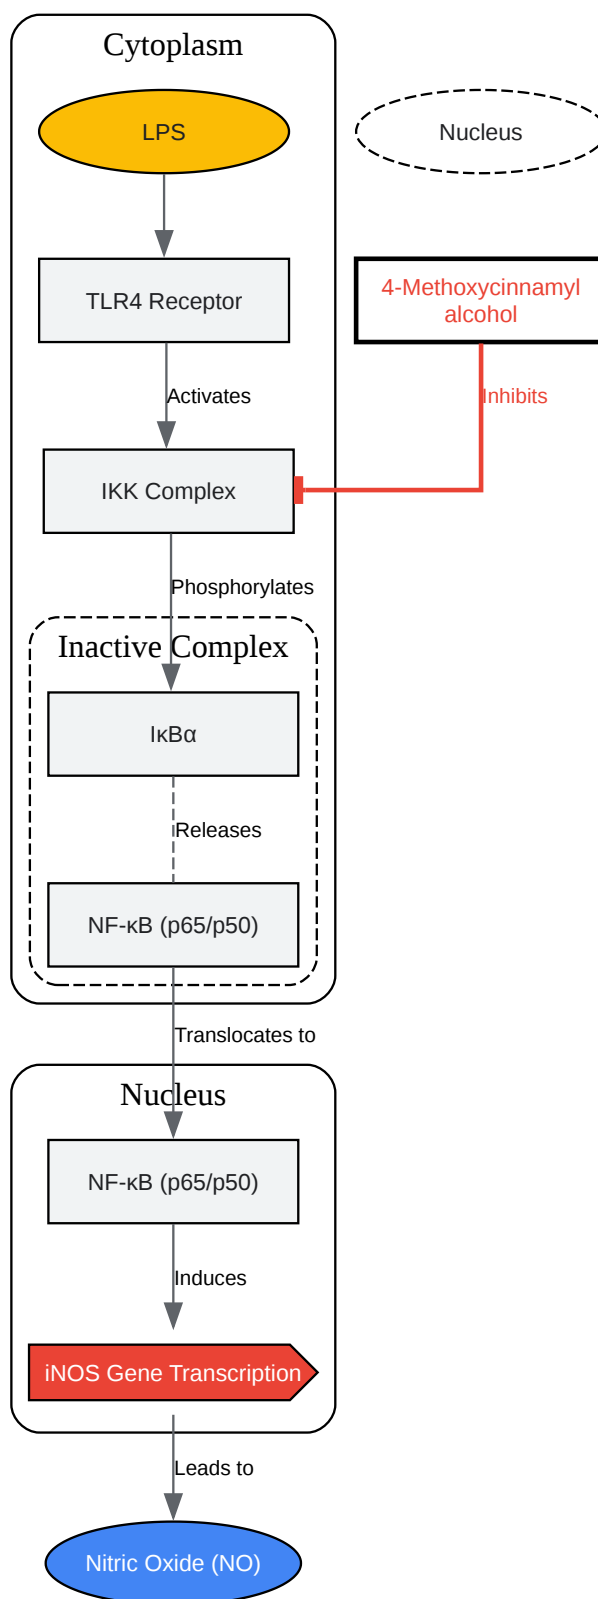 Cytoplasm
LPS
Nucleus
TLR4 Receptor
4-Methoxycinnamyl
alcohol
Activates
Inhibits
IKK Complex
Phosphorylates
Inactive Complex
IκBα
Releases
NF-κB (p65/p50)
Translocates to
Nucleus
NF-κB (p65/p50)
Induces
iNOS Gene Transcription
Leads to
Nitric Oxide (NO)